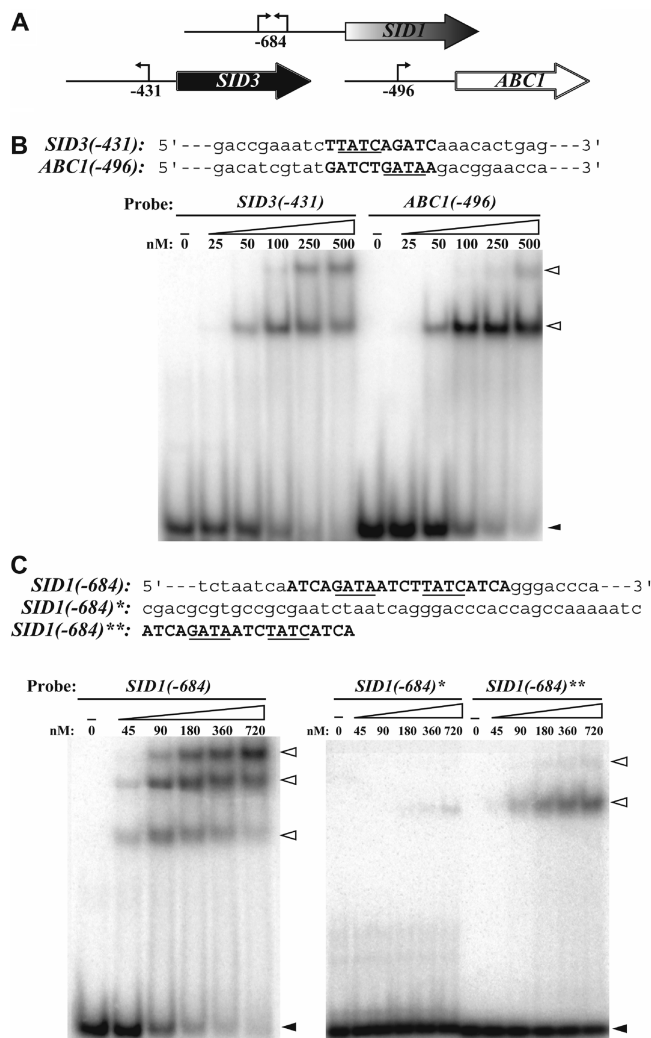 A
-684
SID1
-431
SID3
-496
ABC1
B
SID3(-431): 5'---gaccgaaatcTTATCAGATCaaacactgag---3'
ABC1(-496): 5'---gacatcgtatGATCTGATAAgacggaacca---3'
Probe: SID3(-431) ABC1(-496)
nM: 0 25 50 100 250 500 0 25 50 100 250 500
C
SID1(-684): 5'---tctaatcaATCAGATAATCTTATCATCAgggaccca---3'
SID1(-684)*: cgacgcgtgccgcgaatctaatcagggacccaccagccaaaaatc
SID1(-684)**: ATCAGATAATCTATCATCA
Probe: SID1(-684) SID1(-684)* SID1(-684)**
nM: 0 45 90 180 360 720 nM: 0 45 90 180 360 720 0 45 90 180 360 720